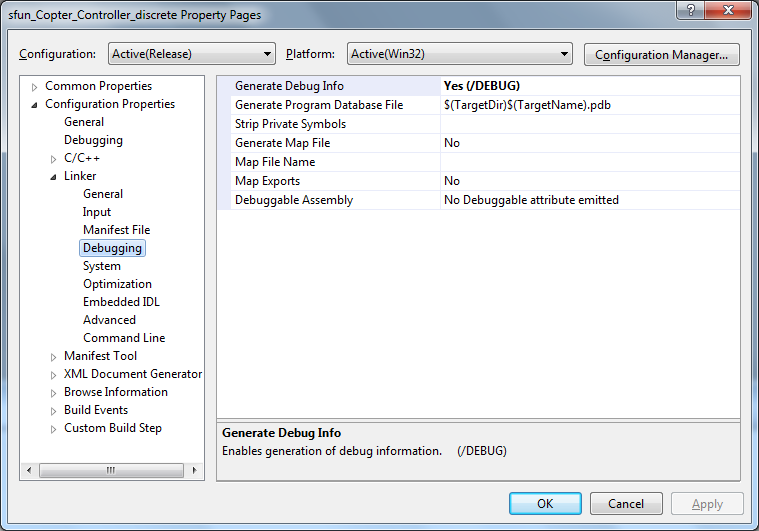 sfun_Copter_Controller_discrete Property Pages
Configuration: Active(Release) Platform: Active(Win32) Configuration Manager...
Common Properties
Configuration Properties
General
Debugging
C/C++
Linker
General
Input
Manifest File
Debugging
System
Optimization
Embedded IDL
Advanced
Command Line
Manifest Tool
XML Document Generator
Browse Information
Build Events
Custom Build Step
Generate Debug Info Yes (/DEBUG)
Generate Program Database File $(TargetDir)$(TargetName).pdb
Strip Private Symbols
Generate Map File No
Map File Name
Map Exports No
Debuggable Assembly No Debuggable attribute emitted
Generate Debug Info
Enables generation of debug information. (/DEBUG)
OK Cancel Apply